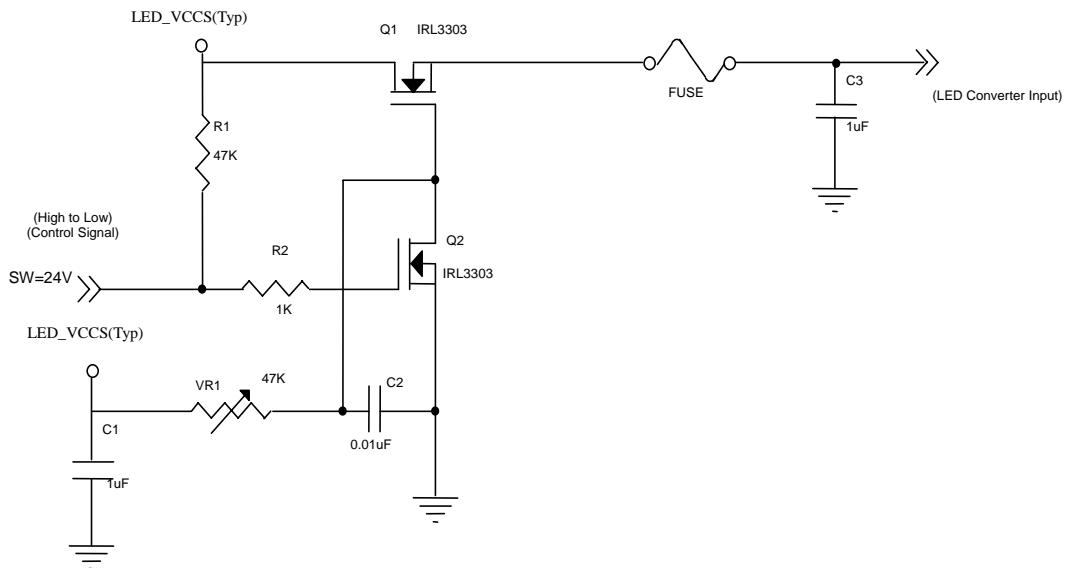 LED_VCCS(Typ)
Q1 IRL3303
FUSE
C3
1uF
(LED Converter Input)
R1
47K
(High to Low)
(Control Signal)
SW=24V
R2
1K
Q2
IRL3303
LED_VCCS(Typ)
VR1
47K
C2
0.01uF
C1
1uF